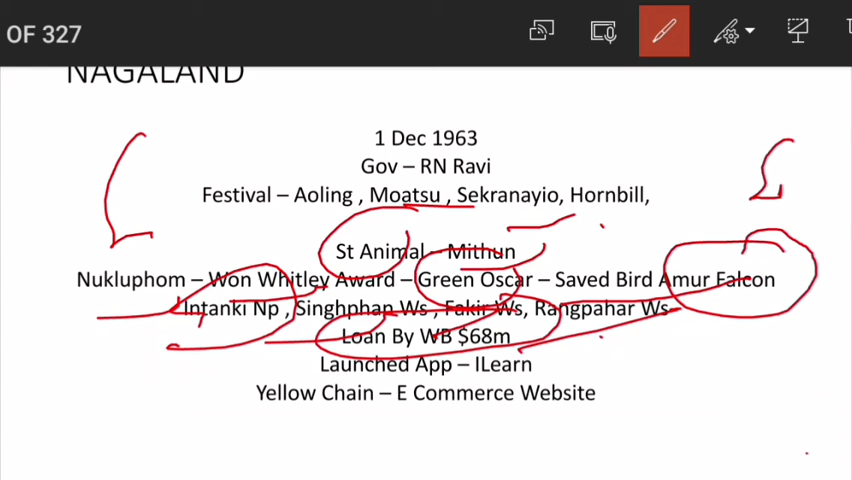 OF 327
NAGALAND
1 Dec 1963
Gov – RN Ravi
Festival – Aoling , Moatsu , Sekranayio, Hornbill,
St Animal – Mithun
Nukluphom – Won Whitley Award – Green Oscar – Saved Bird Amur Falcon
Intanki Np , Singhphan Ws , Fakir Ws, Rangpahar Ws-
Loan By WB $68m
Launched App – ILearn
Yellow Chain – E Commerce Website